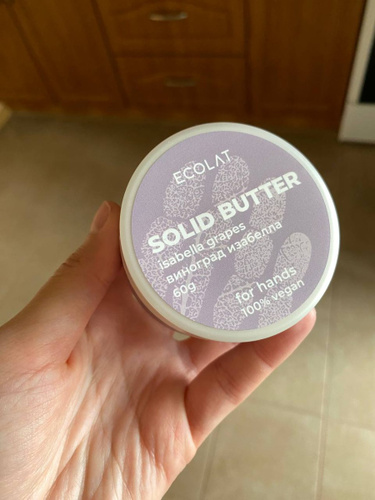 ECOLAT
SOLID BUTTER
isabella grapes
виноград изабелла
60g
for hands
100% vegan